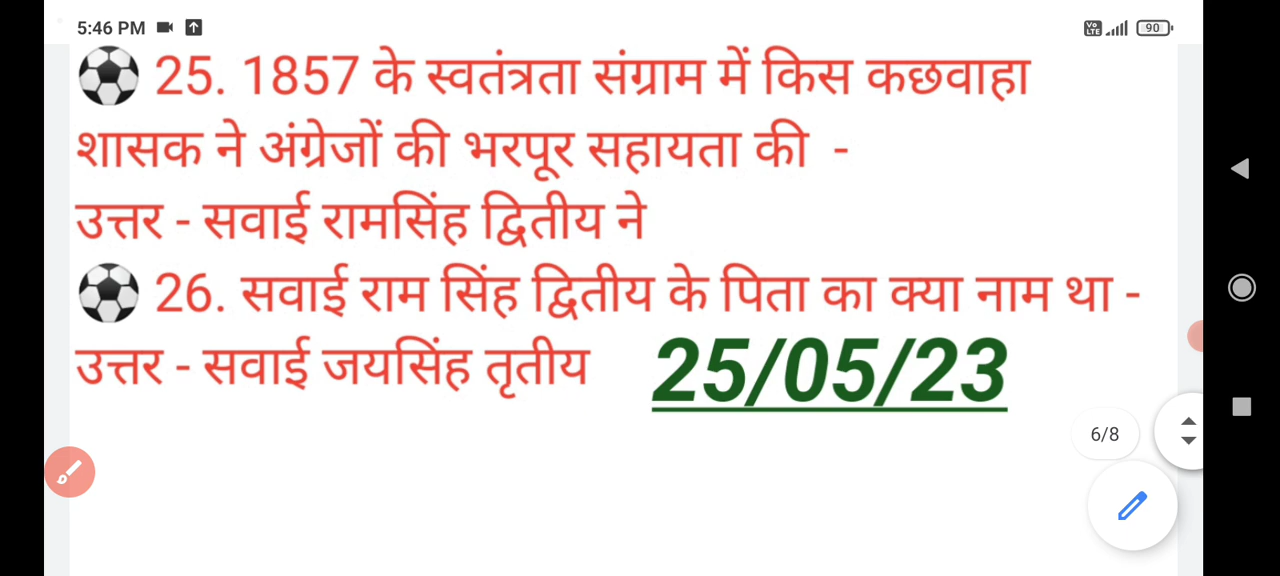 5:46 PM VoLTE 90
25. 1857 के स्वतंत्रता संग्राम में किस कछवाहा
शासक ने अंग्रेजों की भरपूर सहायता की -
उत्तर - सवाई रामसिंह द्वितीय ने
26. सवाई राम सिंह द्वितीय के पिता का क्या नाम था -
उत्तर - सवाई जयसिंह तृतीय 25/05/23
6/8